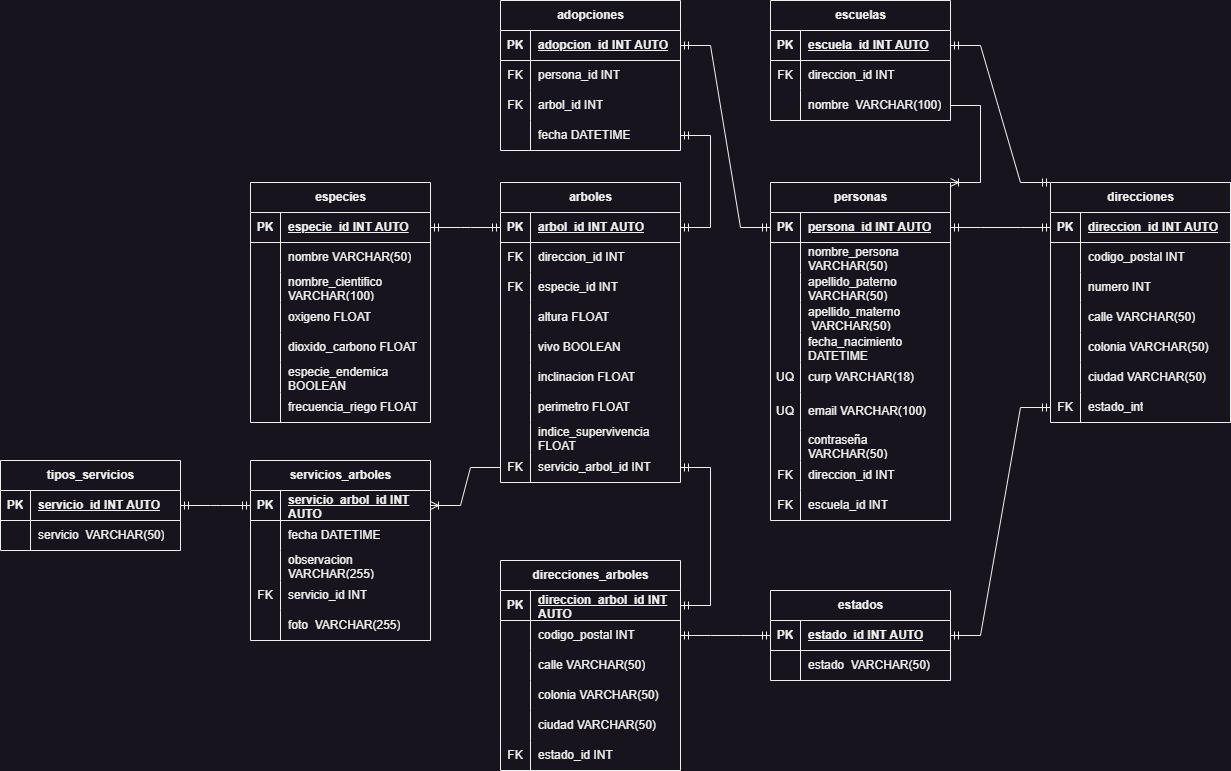 adopciones
PK adopcion_id INT AUTO
FK persona_id INT
FK arbol_id INT
fecha DATETIME
escuelas
PK escuela_id INT AUTO
FK direccion_id INT
nombre VARCHAR(100)
especies
PK especie_id INT AUTO
nombre VARCHAR(50)
nombre_cientifico
VARCHAR(100)
oxigeno FLOAT
dioxido_carbono FLOAT
especie_endemica
BOOLEAN
frecuencia_riego FLOAT
arboles
PK arbol_id INT AUTO
FK direccion_id INT
FK especie_id INT
altura FLOAT
vivo BOOLEAN
inclinacion FLOAT
perimetro FLOAT
indice_supervivencia
FLOAT
FK servicio_arbol_id INT
personas
PK persona_id INT AUTO
nombre_persona
VARCHAR(50)
apellido_paterno
VARCHAR(50)
apellido_materno
VARCHAR(50)
fecha_nacimiento
DATETIME
UQ curp VARCHAR(18)
UQ email VARCHAR(100)
contraseña
VARCHAR(50)
FK direccion_id INT
FK escuela_id INT
direcciones
PK direccion_id INT AUTO
codigo_postal INT
numero INT
calle VARCHAR(50)
colonia VARCHAR(50)
ciudad VARCHAR(50)
FK estado_int
tipos_servicios
PK servicio_id INT AUTO
servicio VARCHAR(50)
servicios_arboles
PK servicio_arbol_id INT
AUTO
fecha DATETIME
observacion
VARCHAR(255)
FK servicio_id INT
foto VARCHAR(255)
direcciones_arboles
PK direccion_arbol_id INT
AUTO
codigo_postal INT
calle VARCHAR(50)
colonia VARCHAR(50)
ciudad VARCHAR(50)
FK estado_id INT
estados
PK estado_id INT AUTO
estado VARCHAR(50)